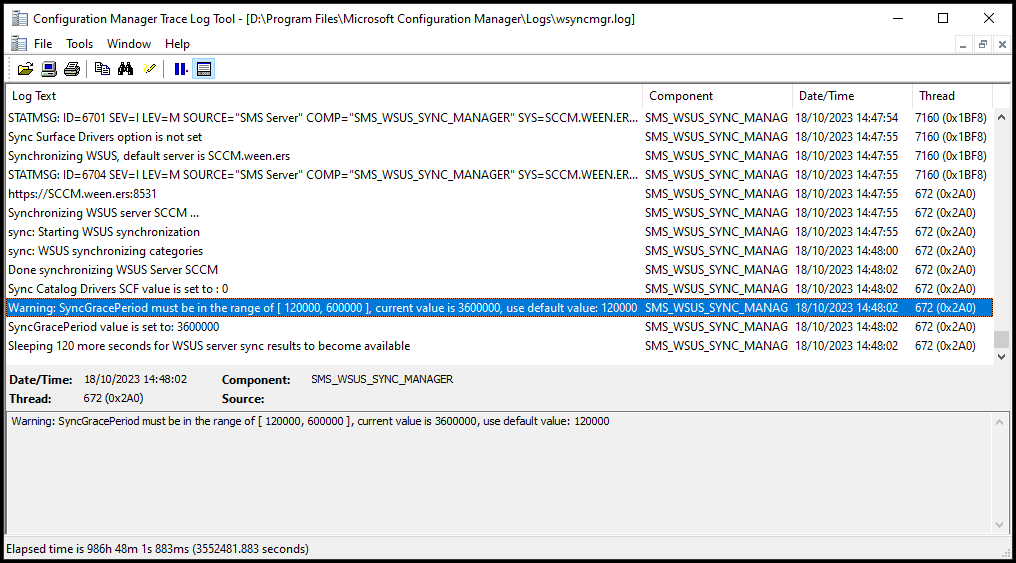 Configuration Manager Trace Log Tool - [D:\Program Files\Microsoft Configuration Manager\Logs\wsyncmgr.log]
File Tools Window Help
Log Text Component Date/Time Thread
STATMSG: ID=6701 SEV=I LEV=M SOURCE="SMS Server" COMP="SMS_WSUS_SYNC_MANAGER" SYS=SCCM.WEEN.ER... SMS_WSUS_SYNC_MANAG 18/10/2023 14:47:54 7160 (0x1BF8)
Sync Surface Drivers option is not set SMS_WSUS_SYNC_MANAG 18/10/2023 14:47:55 7160 (0x1BF8)
Synchronizing WSUS, default server is SCCM.ween.ers SMS_WSUS_SYNC_MANAG 18/10/2023 14:47:55 7160 (0x1BF8)
STATMSG: ID=6704 SEV=I LEV=M SOURCE="SMS Server" COMP="SMS_WSUS_SYNC_MANAGER" SYS=SCCM.WEEN.ER... SMS_WSUS_SYNC_MANAG 18/10/2023 14:47:55 7160 (0x1BF8)
https://SCCM.ween.ers:8531 SMS_WSUS_SYNC_MANAG 18/10/2023 14:47:55 672 (0x2A0)
Synchronizing WSUS server SCCM ... SMS_WSUS_SYNC_MANAG 18/10/2023 14:47:55 672 (0x2A0)
sync: Starting WSUS synchronization SMS_WSUS_SYNC_MANAG 18/10/2023 14:47:55 672 (0x2A0)
sync: WSUS synchronizing categories SMS_WSUS_SYNC_MANAG 18/10/2023 14:48:00 672 (0x2A0)
Done synchronizing WSUS Server SCCM SMS_WSUS_SYNC_MANAG 18/10/2023 14:48:02 672 (0x2A0)
Sync Catalog Drivers SCF value is set to : 0 SMS_WSUS_SYNC_MANAG 18/10/2023 14:48:02 672 (0x2A0)
Warning: SyncGracePeriod must be in the range of [ 120000, 600000 ], current value is 3600000, use default value: 120000 SMS_WSUS_SYNC_MANAG 18/10/2023 14:48:02 672 (0x2A0)
SyncGracePeriod value is set to: 3600000 SMS_WSUS_SYNC_MANAG 18/10/2023 14:48:02 672 (0x2A0)
Sleeping 120 more seconds for WSUS server sync results to become available SMS_WSUS_SYNC_MANAG 18/10/2023 14:48:02 672 (0x2A0)
Date/Time: 18/10/2023 14:48:02 Component: SMS_WSUS_SYNC_MANAGER
Thread: 672 (0x2A0) Source:
Warning: SyncGracePeriod must be in the range of [ 120000, 600000 ], current value is 3600000, use default value: 120000
Elapsed time is 986h 48m 1s 883ms (3552481.883 seconds)